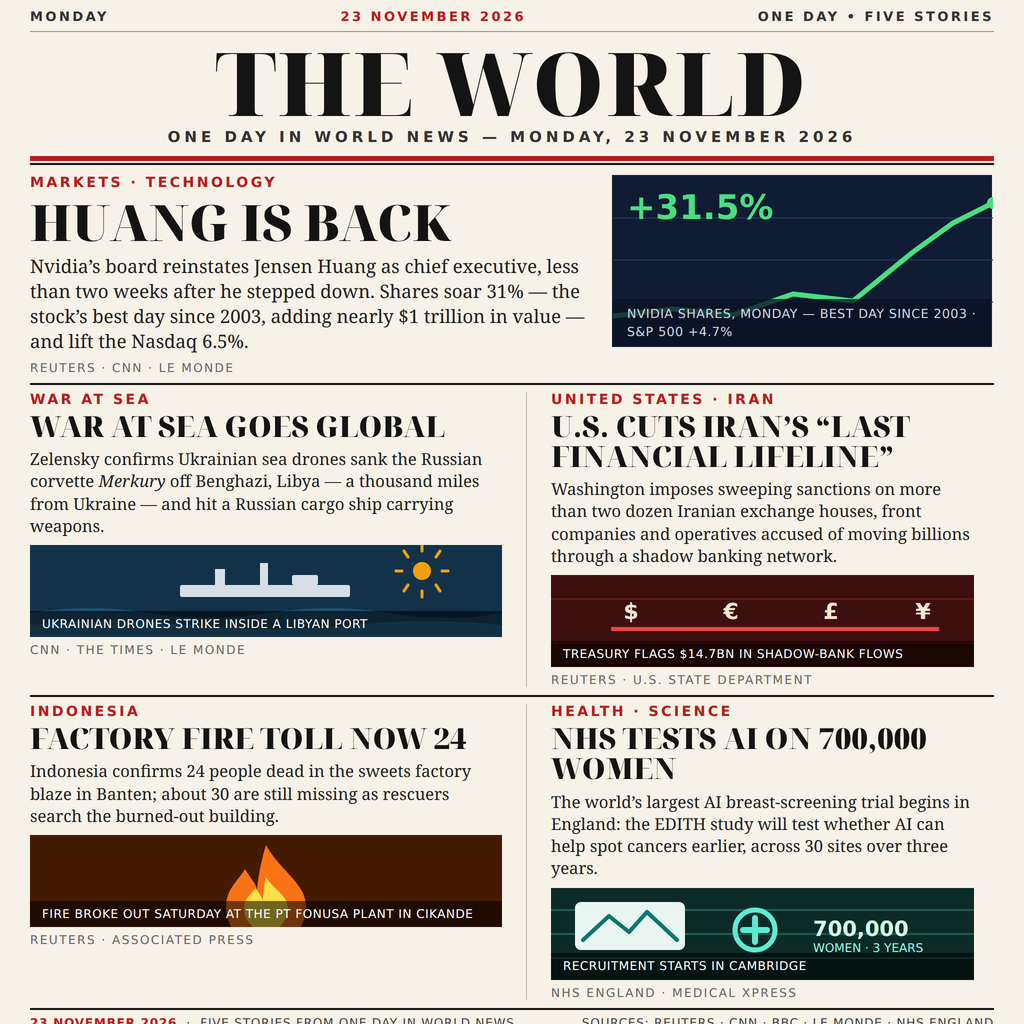 MONDAY
23 NOVEMBER 2026
ONE DAY • FIVE STORIES
THE WORLD
ONE DAY IN WORLD NEWS — MONDAY, 23 NOVEMBER 2026
MARKETS · TECHNOLOGY
HUANG IS BACK
Nvidia’s board reinstates Jensen Huang as chief executive, less
than two weeks after he stepped down. Shares soar 31% — the
stock’s best day since 2003, adding nearly $1 trillion in value —
and lift the Nasdaq 6.5%.
REUTERS · CNN · LE MONDE
+31.5%
NVIDIA SHARES, MONDAY — BEST DAY SINCE 2003 ·
S&P 500 +4.7%
WAR AT SEA
WAR AT SEA GOES GLOBAL
Zelensky confirms Ukrainian sea drones sank the Russian
corvette Merkury off Benghazi, Libya — a thousand miles
from Ukraine — and hit a Russian cargo ship carrying
weapons.
UKRAINIAN DRONES STRIKE INSIDE A LIBYAN PORT
CNN · THE TIMES · LE MONDE
UNITED STATES · IRAN
U.S. CUTS IRAN’S “LAST
FINANCIAL LIFELINE”
Washington imposes sweeping sanctions on more
than two dozen Iranian exchange houses, front
companies and operatives accused of moving billions
through a shadow banking network.
$ € £ ¥
TREASURY FLAGS $14.7BN IN SHADOW-BANK FLOWS
REUTERS · U.S. STATE DEPARTMENT
INDONESIA
FACTORY FIRE TOLL NOW 24
Indonesia confirms 24 people dead in the sweets factory
blaze in Banten; about 30 are still missing as rescuers
search the burned-out building.
FIRE BROKE OUT SATURDAY AT THE PT FONUSA PLANT IN CIKANDE
REUTERS · ASSOCIATED PRESS
HEALTH · SCIENCE
NHS TESTS AI ON 700,000
WOMEN
The world’s largest AI breast-screening trial begins in
England: the EDITH study will test whether AI can
help spot cancers earlier, across 30 sites over three
years.
700,000
WOMEN · 3 YEARS
RECRUITMENT STARTS IN CAMBRIDGE
NHS ENGLAND · MEDICAL XPRESS
23 NOVEMBER 2026 · FIVE STORIES FROM ONE DAY IN WORLD NEWS
SOURCES: REUTERS · CNN · BBC · LE MONDE · NHS ENGLAND